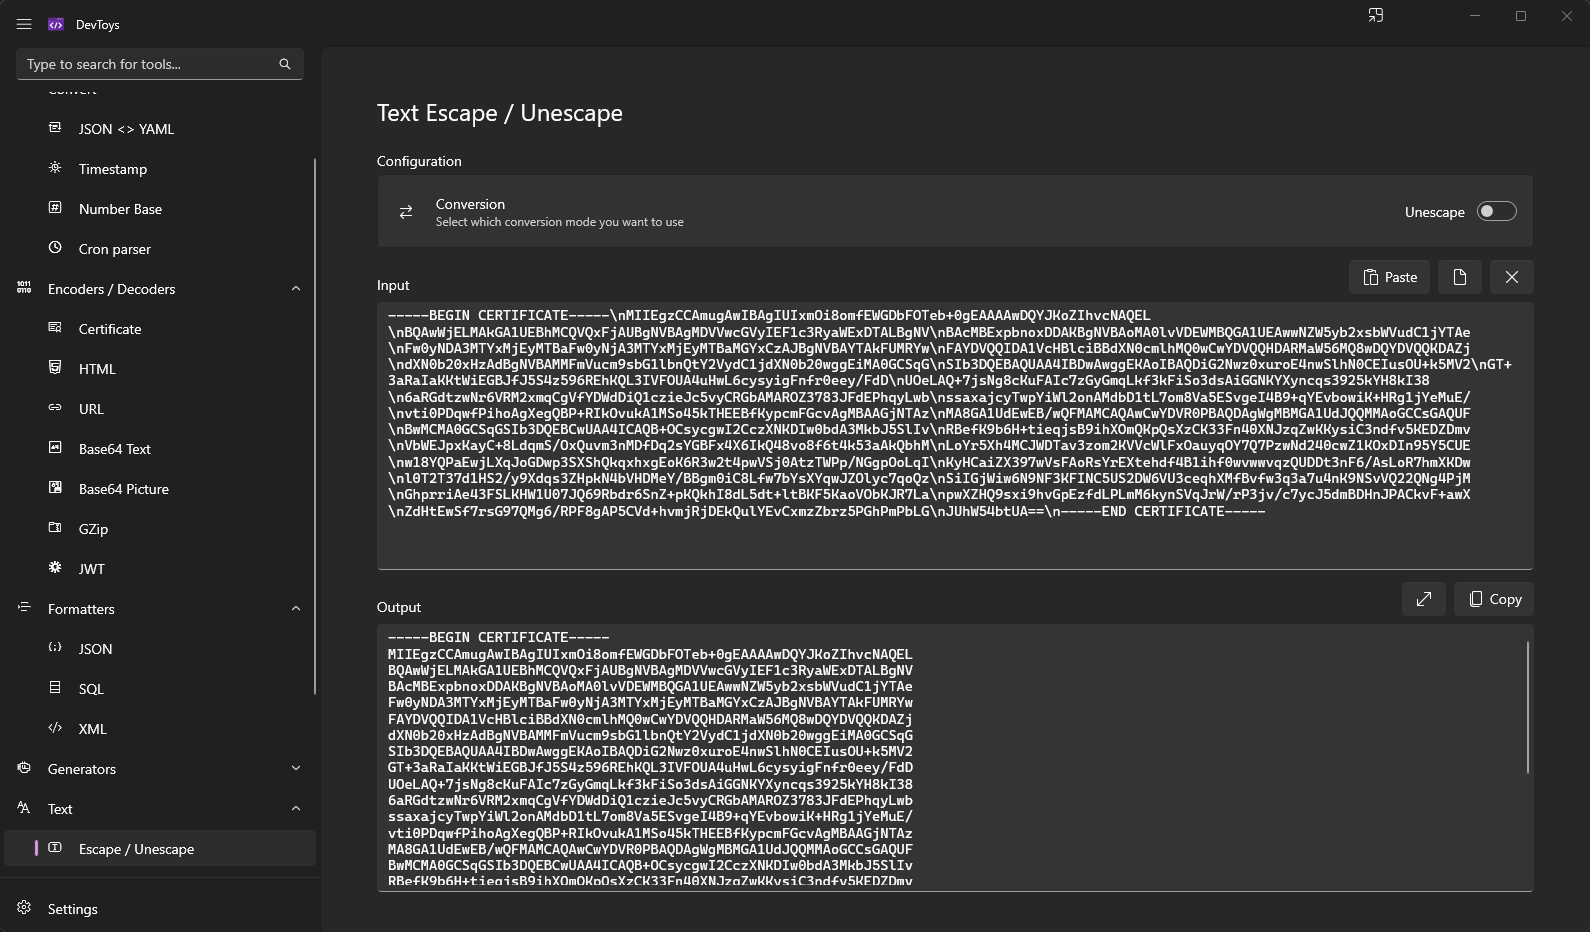 DevToys
Type to search for tools...
Convert
JSON <> YAML
Timestamp
Number Base
Cron parser
Encoders / Decoders
Certificate
HTML
URL
Base64 Text
Base64 Picture
GZip
JWT
Formatters
JSON
SQL
XML
Generators
Text
Escape / Unescape
Settings
Text Escape / Unescape
Configuration
Conversion
Select which conversion mode you want to use
Unescape
Input
Paste
-----BEGIN CERTIFICATE-----\nMIIEgzCCAmugAwIBAgIUIxmOi8omfEWGDbFOTeb+0gEAAAAwDQYJKoZIhvcNAQEL
\nBQAwWjELMAkGA1UEBhMCQVQxFjAUBgNVBAgMDVVwcGVyIEF1c3RyaWExDTALBgNV\nBAcMBExpbnoxDDAKBgNVBAoMA0lvVDEWMBQGA1UEAwwNZW5yb2xsbWVudC1jYTAe
\nFw0yNDA3MTYxMjEyMTBaFw0yNjA3MTYxMjEyMTBaMGYxCzAJBgNVBAYTAkFUMRYw\nFAYDVQQIDA1VcHBlciBBdXN0cmlhMQ0wCwYDVQQHDARMaW56MQ8wDQYDVQQKDAZj
\ndXN0b20xHzAdBgNVBAMMFmVucm9sbG1lbnQtY2VydC1jdXN0b20wggEiMA0GCSqG\nSIb3DQEBAQUAA4IBDwAwggEKAoIBAQDiG2Nwz0xuroE4nwSlhN0CEIusOU+k5MV2\nGT+
3aRaIaKKtWiEGBJfJ5S4z596REhKQL3IVFOUA4uHwL6cysyigFnfr0eey/FdD\nUOeLAQ+7jsNg8cKuFAIc7zGyGmqLkf3kFiSo3dsAiGGNKYXyncqs3925kYH8kI38
\n6aRGdtzwNr6VRM2xmqCgVfYDWdDiQ1czieJc5vyCRGbAMAROZ3783JFdEPhqyLwb\nssaxajcyTwpYiWl2onAMdbD1tL7om8Va5ESvgeI4B9+qYEvbowiK+HRg1jYeMuE/
\nvti0PDqwfPihoAgXegQBP+RIkOvukA1MSo45kTHEEBfKypcmFGcvAgMBAAGjNTAz\nMA8GA1UdEwEB/wQFMAMCAQAwCwYDVR0PBAQDAgWgMBMGA1UdJQQMMAoGCCsGAQUF
\nBwMCMA0GCSqGSIb3DQEBCwUAA4ICAQB+OCsycgwI2CczXNKDIw0bdA3MkbJ5SlIv\nRBefK9b6H+tieqjsB9ihXOmQKpQsXzCK33Fn40XNJzqZwKKysiC3ndfv5KEDZDmv
\nVbWEJpxKayC+8LdqmS/OxQuvm3nMDfDq2sYGBFx4X6IkQ48vo8f6t4k53aAkQbhM\nLoYr5Xh4MCJWDTav3zom2KVVcWlFxOauyqOY7Q7PzwNd240cwZ1KOxDIn95Y5CUE
\nw18YQPaEwjLXqJoGDwp3SXShQkqxhxgEoK6R3w2t4pwVSj0AtzTWPp/NGgpOoLqI\nKyHCaiZX397wVsFAoRsYrEXtehdf4B1ihf0wvwwvqzQUDDt3nF6/AsLoR7hmXKDw
\nl0T2T37d1HS2/y9Xdqs3ZHpkN4bVHDMeY/BBgm0iC8Lfw7bYsXYqwJZOlyc7qoQz\nSiIGjWiw6N9NF3KFINC5US2DW6VU3ceqhXMfBvfw3q3a7u4nK9NSvVQ22QNg4PjM
\nGhprriAe43FSLKHW1U07JQ69Rbdr6SnZ+pKQkhI8dL5dt+ltBKF5KaoVObKJR7La\npwXZHQ9sxi9hvGpEzfdLPLmM6kynSVqJrW/rP3jv/c7ycJ5dmBDHnJPACkvF+awX
\nZdHtEwSf7rsG97QMg6/RPF8gAP5CVd+hvmjRjDEkQulYEvCxmzZbrz5PGhPmPbLG\nJUhW54btUA==\n-----END CERTIFICATE-----
Output
Copy
-----BEGIN CERTIFICATE-----
MIIEgzCCAmugAwIBAgIUIxmOi8omfEWGDbFOTeb+0gEAAAAwDQYJKoZIhvcNAQEL
BQAwWjELMAkGA1UEBhMCQVQxFjAUBgNVBAgMDVVwcGVyIEF1c3RyaWExDTALBgNV
BAcMBExpbnoxDDAKBgNVBAoMA0lvVDEWMBQGA1UEAwwNZW5yb2xsbWVudC1jYTAe
Fw0yNDA3MTYxMjEyMTBaFw0yNjA3MTYxMjEyMTBaMGYxCzAJBgNVBAYTAkFUMRYw
FAYDVQQIDA1VcHBlciBBdXN0cmlhMQ0wCwYDVQQHDARMaW56MQ8wDQYDVQQKDAZj
dXN0b20xHzAdBgNVBAMMFmVucm9sbG1lbnQtY2VydC1jdXN0b20wggEiMA0GCSqG
SIb3DQEBAQUAA4IBDwAwggEKAoIBAQDiG2Nwz0xuroE4nwSlhN0CEIusOU+k5MV2
GT+3aRaIaKKtWiEGBJfJ5S4z596REhKQL3IVFOUA4uHwL6cysyigFnfr0eey/FdD
UOeLAQ+7jsNg8cKuFAIc7zGyGmqLkf3kFiSo3dsAiGGNKYXyncqs3925kYH8kI38
6aRGdtzwNr6VRM2xmqCgVfYDWdDiQ1czieJc5vyCRGbAMAROZ3783JFdEPhqyLwb
ssaxajcyTwpYiWl2onAMdbD1tL7om8Va5ESvgeI4B9+qYEvbowiK+HRg1jYeMuE/
vti0PDqwfPihoAgXegQBP+RIkOvukA1MSo45kTHEEBfKypcmFGcvAgMBAAGjNTAz
MA8GA1UdEwEB/wQFMAMCAQAwCwYDVR0PBAQDAgWgMBMGA1UdJQQMMAoGCCsGAQUF
BwMCMA0GCSqGSIb3DQEBCwUAA4ICAQB+OCsycgwI2CczXNKDIw0bdA3MkbJ5SlIv
RBefK9b6H+tieqjsB9ihXOmQKpQsXzCK33Fn40XNJzqZwKKysiC3ndfv5KEDZDmv